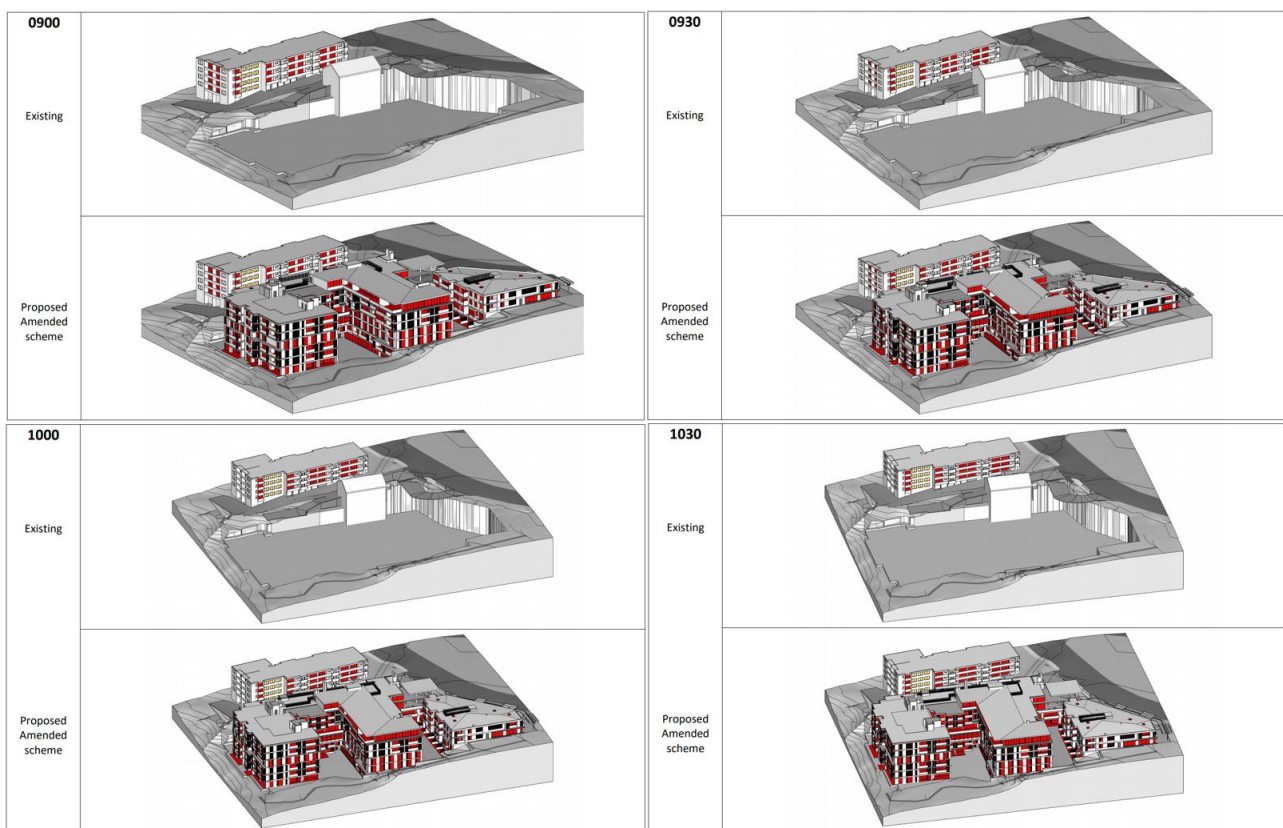 0900
Existing
Proposed
Amended
scheme
0930
Existing
Proposed
Amended
scheme
1000
Existing
Proposed
Amended
scheme
1030
Existing
Proposed
Amended
scheme